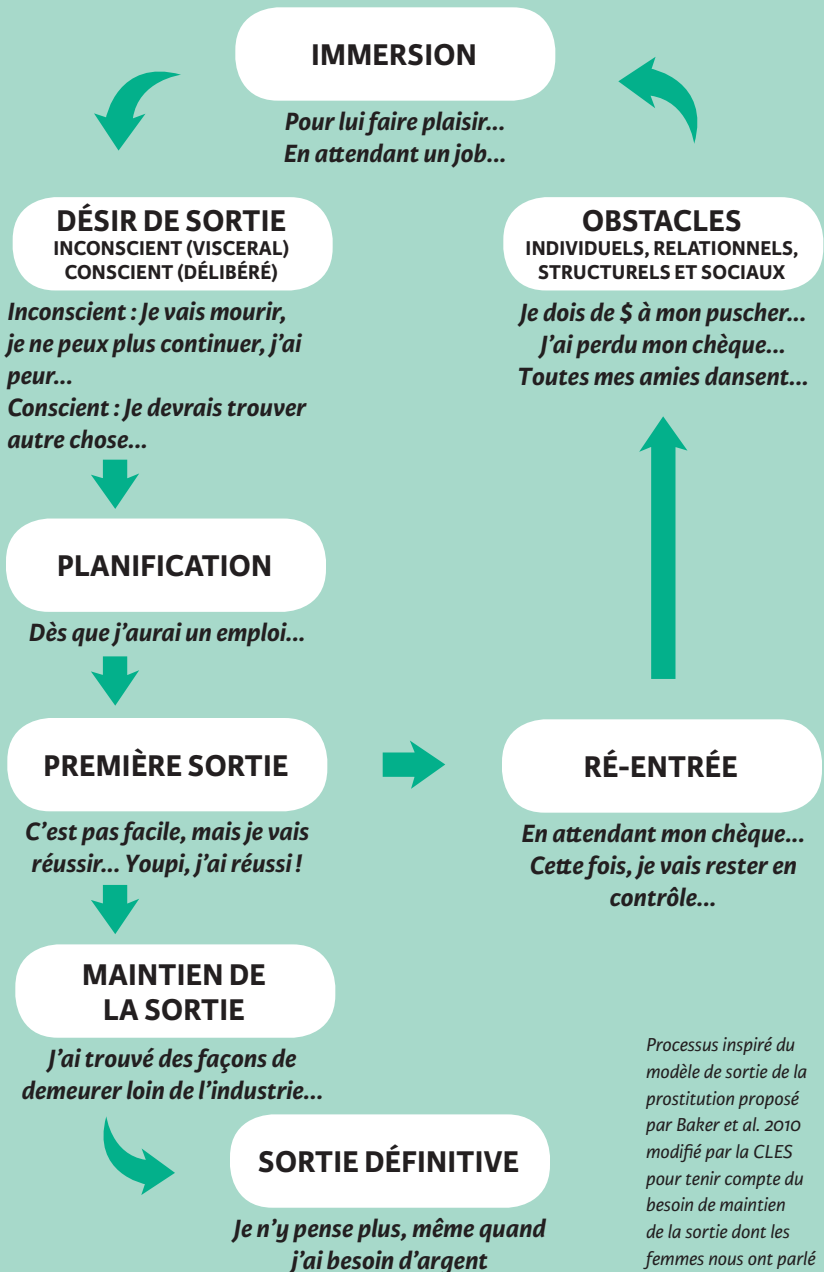 IMMERSION
Pour lui faire plaisir...
En attendant un job...
DÉSIR DE SORTIE
INCONSCIENT (VISCERAL)
CONSCIENT (DÉLIBÉRÉ)
Inconscient : Je vais mourir,
je ne peux plus continuer, j'ai
peur...
Conscient : Je devrais trouver
autre chose...
OBSTACLES
INDIVIDUELS, RELATIONNELS,
STRUCTURELS ET SOCIAUX
Je dois de $ à mon puscher...
J'ai perdu mon chèque...
Toutes mes amies dansent...
PLANIFICATION
Dès que j'aurai un emploi...
PREMIÈRE SORTIE
C'est pas facile, mais je vais
réussir... Youpi, j'ai réussi !
RÉ-ENTRÉE
En attendant mon chèque...
Cette fois, je vais rester en
contrôle...
MAINTIEN DE
LA SORTIE
J'ai trouvé des façons de
demeurer loin de l'industrie...
SORTIE DÉFINITIVE
Je n'y pense plus, même quand
j'ai besoin d'argent
Processus inspiré du
modèle de sortie de la
prostitution proposé
par Baker et al. 2010
modifié par la CLES
pour tenir compte du
besoin de maintien
de la sortie dont les
femmes nous ont parlé